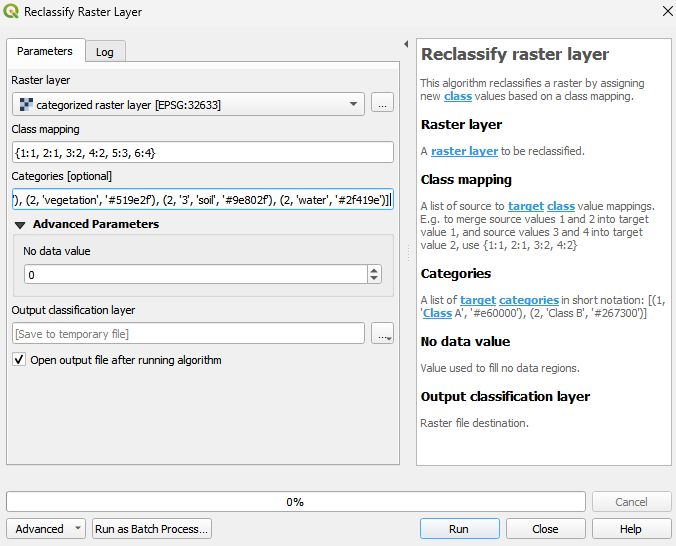 Reclassify Raster Layer
Parameters
Log
Raster layer
categorized raster layer [EPSG:32633]
...
Class mapping
{1:1, 2:1, 3:2, 4:2, 5:3, 6:4}
Categories [optional]
'), (2, 'vegetation', '#519e2f'), (2, '3', 'soil', '#9e802f'), (2, 'water', '#2f419e')]
Advanced Parameters
No data value
0
Output classification layer
[Save to temporary file]
...
Open output file after running algorithm
Reclassify raster layer
This algorithm reclassifies a raster by assigning
new class values based on a class mapping.
Raster layer
A raster layer to be reclassified.
Class mapping
A list of source to target class value mappings.
E.g. to merge source values 1 and 2 into target
value 1, and source values 3 and 4 into target
value 2, use {1:1, 2:1, 3:2, 4:2}
Categories
A list of target categories in short notation: [(1,
'Class A', '#e60000'), (2, 'Class B', '#267300')]
No data value
Value used to fill no data regions.
Output classification layer
Raster file destination.
0%
Cancel
Advanced
Run as Batch Process...
Run
Close
Help